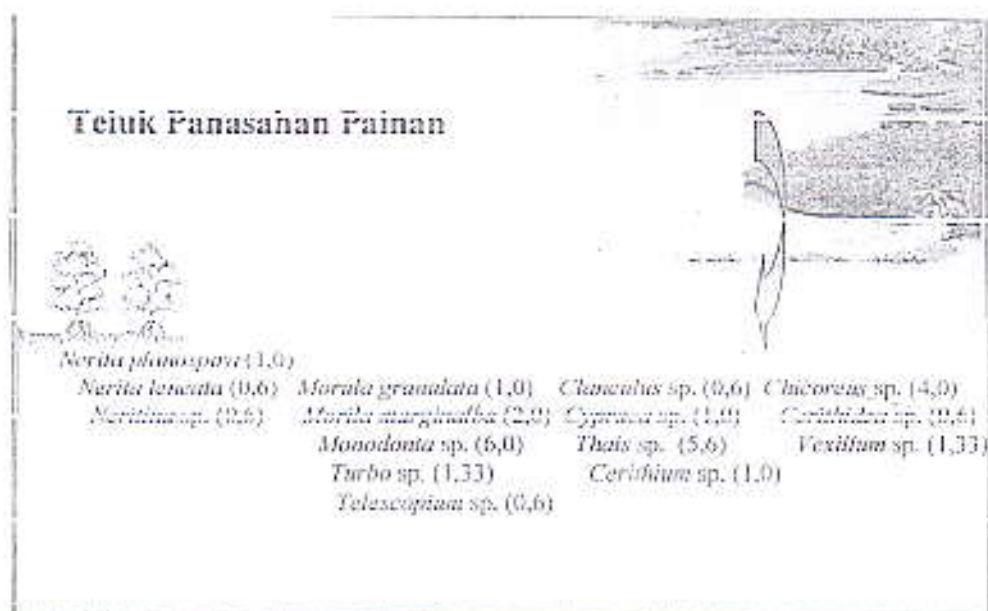 Teluk Panasahan Painan
Nerita planospira (1,0)
Nerita leneata (0,6) Morula granulata (1,0) Clanculus sp. (0,6) Chicoreus sp. (4,0)
Neritina sp. (0,6) Morula marginalba (2,0) Cypraea sp. (1,0) Cerithidea sp. (0,6)
Monodonta sp. (6,0) Thais sp. (5,6) Vexillum sp. (1,33)
Turbo sp. (1,33) Cerithium sp. (1,0)
Telescopium sp. (0,6)